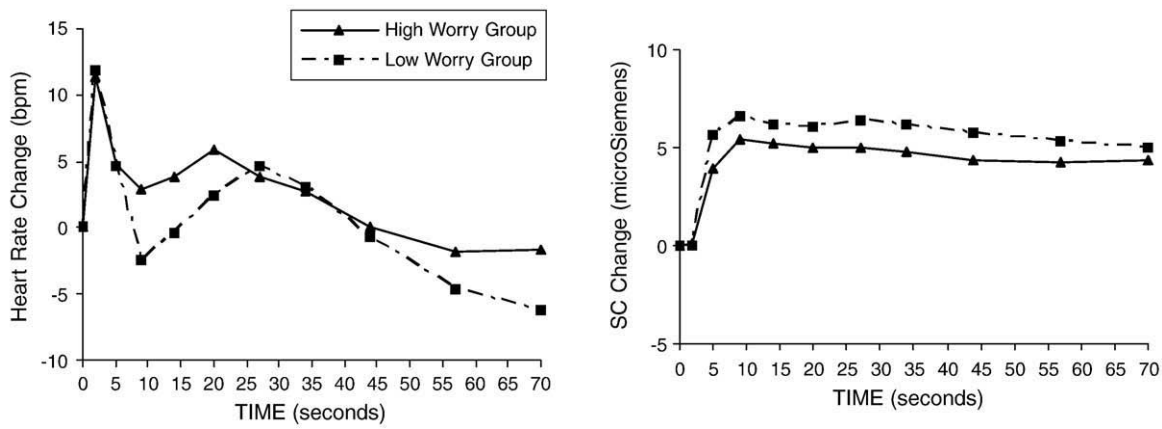 15
10
5
0
-5
-10
Heart Rate Change (bpm)
High Worry Group
Low Worry Group
0 5 10 15 20 25 30 35 40 45 50 55 60 65 70
TIME (seconds)
10
5
0
-5
SC Change (microSiemens)
0 5 10 15 20 25 30 35 40 45 50 55 60 65 70
TIME (seconds)